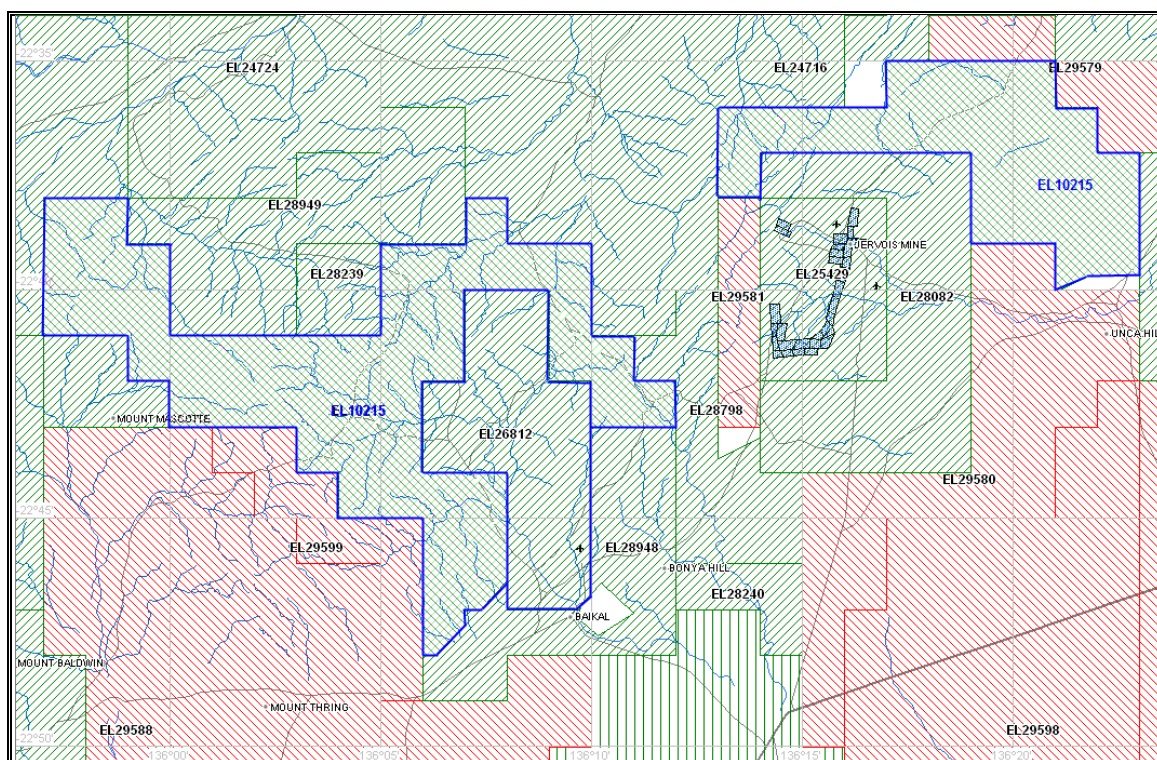 -22°35'
EL24724
EL24716
EL29579
EL10215
EL28949
JERVOIS MINE
EL28239
EL25429
EL29581
EL28082
UNCA HIL
EL10215
EL28798
MOUNT MASCOTTE
EL26812
EL29580
-22°45'
EL29599
EL28948
BONYA HILL
EL28240
BAIKAL
MOUNT BALDWIN
MOUNT THRING
EL29588
EL29598
-22°50'
136°00'
136°05'
136°10'
136°15'
136°20'